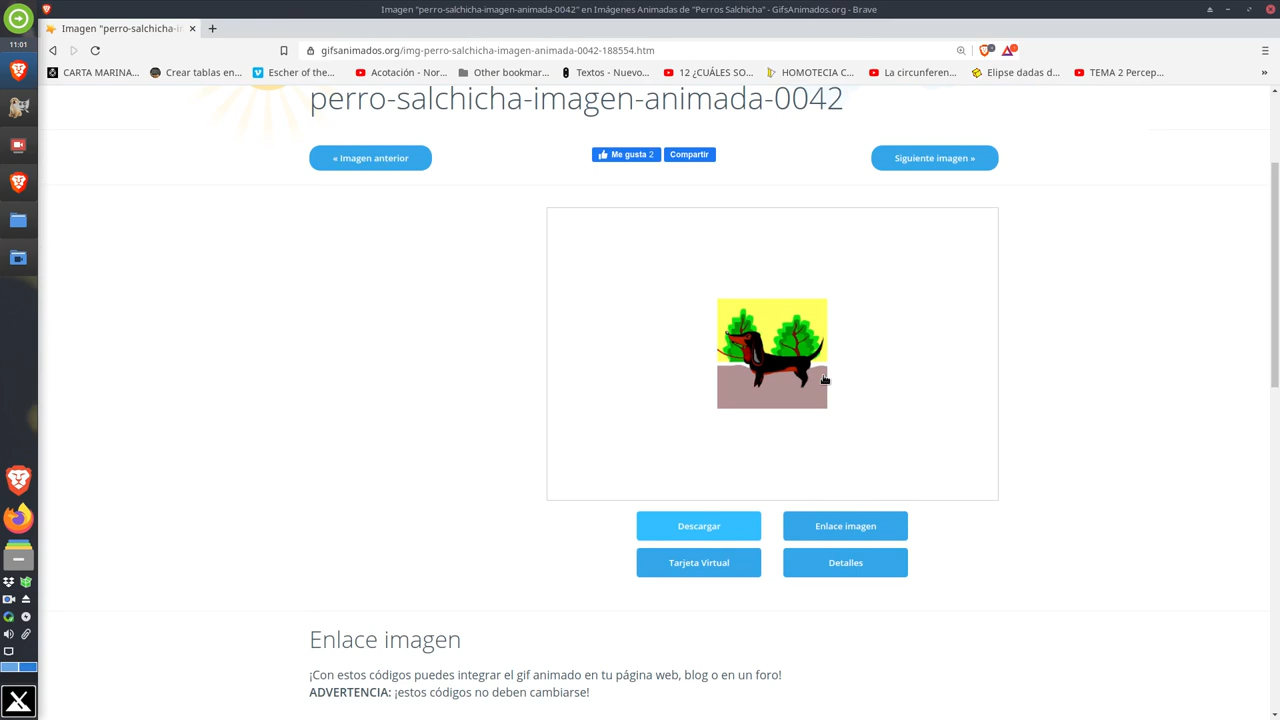 Imagen "perro-salchicha-imagen-animada-0042" en Imágenes Animadas de "Perros Salchicha" - GifsAnimados.org - Brave
11:01
Imagen "perro-salchicha-i
gifsanimados.org/img-perro-salchicha-imagen-animada-0042-188554.htm
CARTA MARINA...
Crear tablas en...
Escher of the...
Acotación - Nor...
Other bookmar...
Textos - Nuevo...
12 ¿CUÁLES SO...
HOMOTECIA C...
La circunferen...
Elipse dadas d...
TEMA 2 Percep...
»
perro-salchicha-imagen-animada-0042
« Imagen anterior
Me gusta 2
Compartir
Siguiente imagen »
Descargar
Enlace imagen
Tarjeta Virtual
Detalles
Enlace imagen
¡Con estos códigos puedes integrar el gif animado en tu página web, blog o en un foro!
ADVERTENCIA: ¡estos códigos no deben cambiarse!